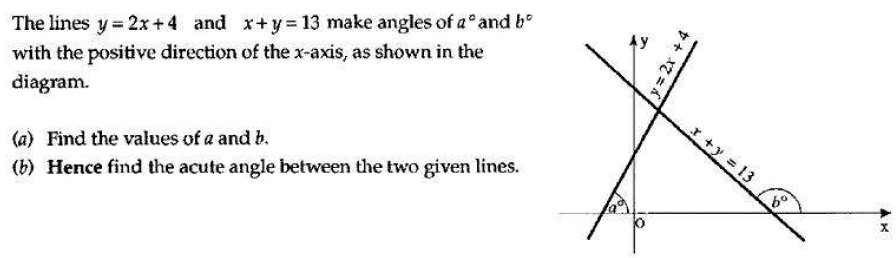 The lines y = 2x + 4 and x + y = 13 make angles of a° and b°
with the positive direction of the x-axis, as shown in the
diagram.
(a) Find the values of a and b.
(b) Hence find the acute angle between the two given lines.
y
y = 2x + 4
x + y = 13
a°
b°
O
x